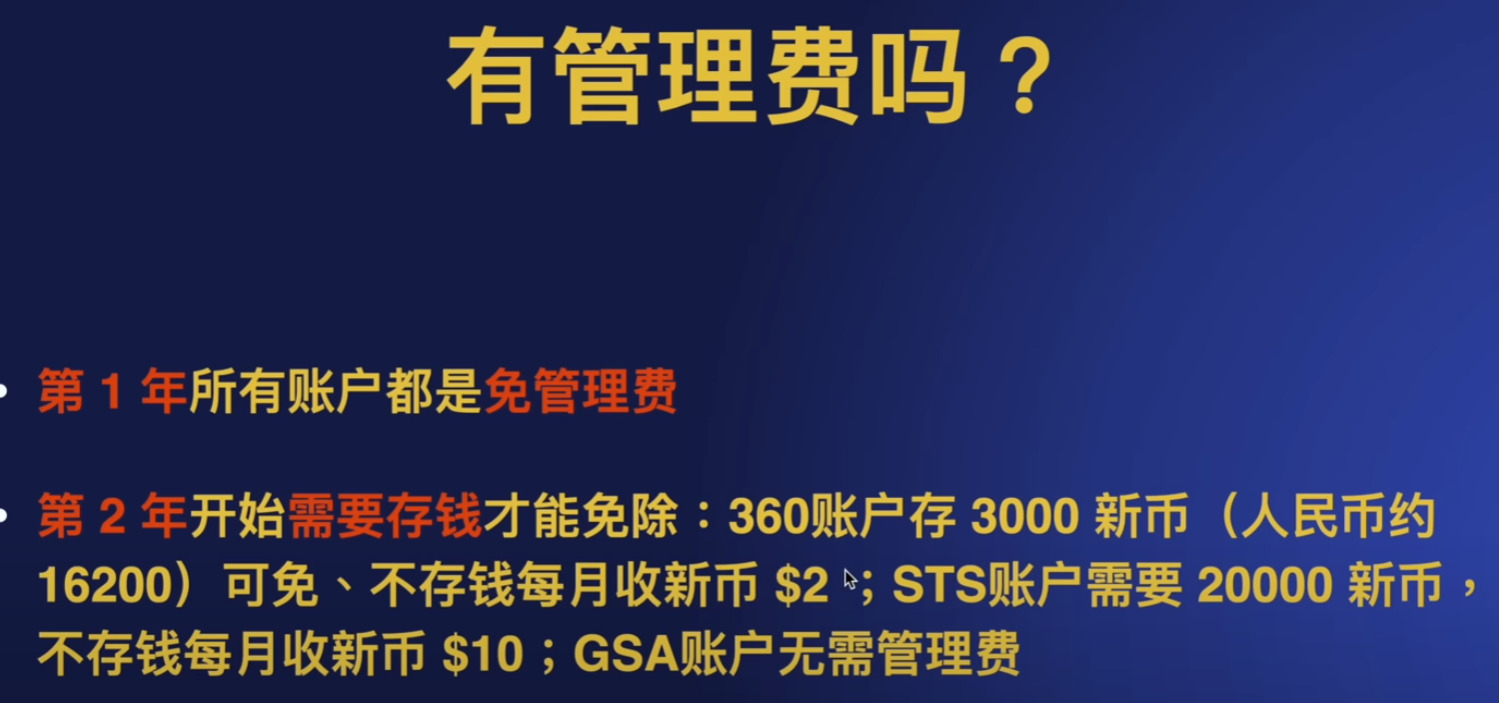 有管理费吗？
• 第 1 年所有账户都是免管理费
• 第 2 年开始需要存钱才能免除：360账户存 3000 新币（人民币约
16200）可免、不存钱每月收新币 $2 ；STS账户需要 20000 新币，
不存钱每月收新币 $10；GSA账户无需管理费